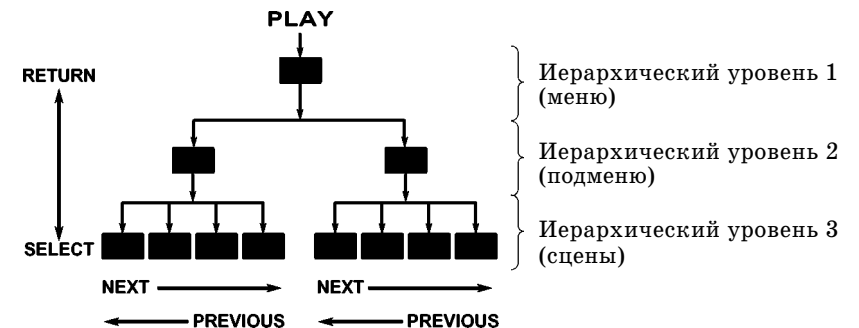 PLAY
RETURN
Иерархический уровень 1
(меню)
Иерархический уровень 2
(подменю)
SELECT
Иерархический уровень 3
(сцены)
NEXT
NEXT
PREVIOUS
PREVIOUS